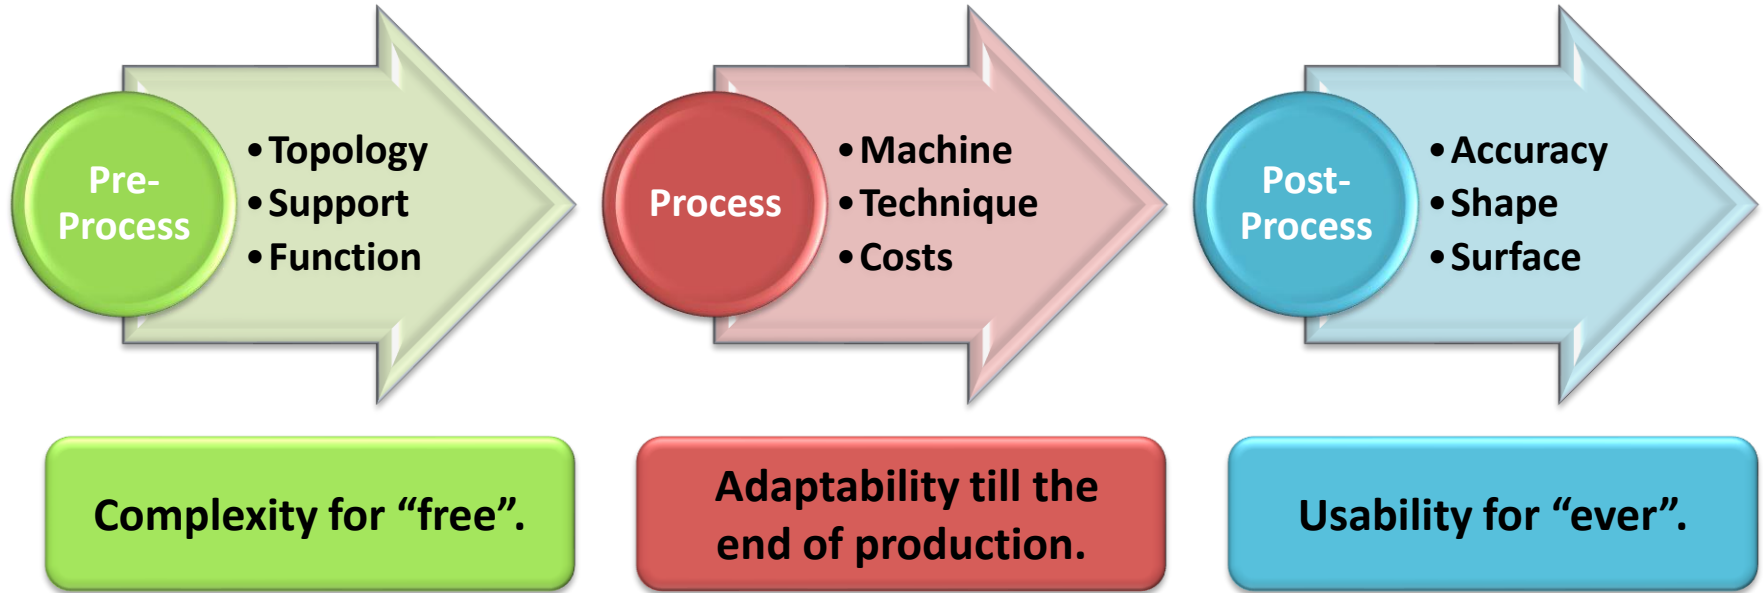 Pre-
Process
•Topology
•Support
•Function
Process
•Machine
•Technique
•Costs
Post-
Process
•Accuracy
•Shape
•Surface
Complexity for “free”.
Adaptability till the
end of production.
Usability for “ever”.